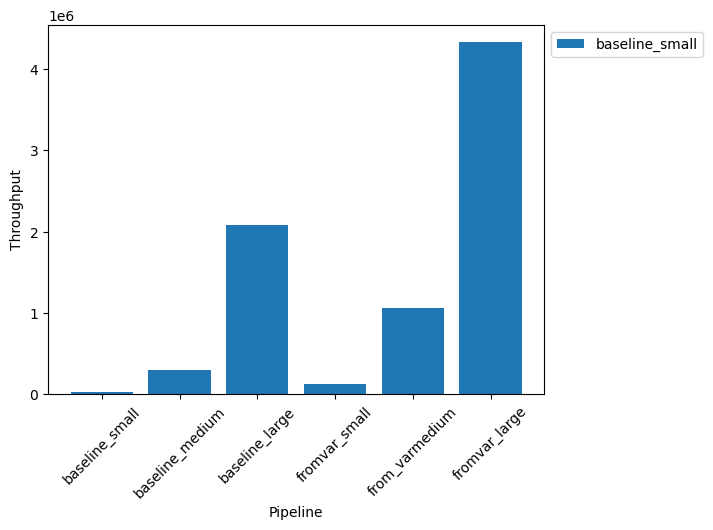 1e6
baseline_small
4
3
2
1
0
Throughput
baseline_small
baseline_medium
baseline_large
fromvar_small
from_varmedium
fromvar_large
Pipeline